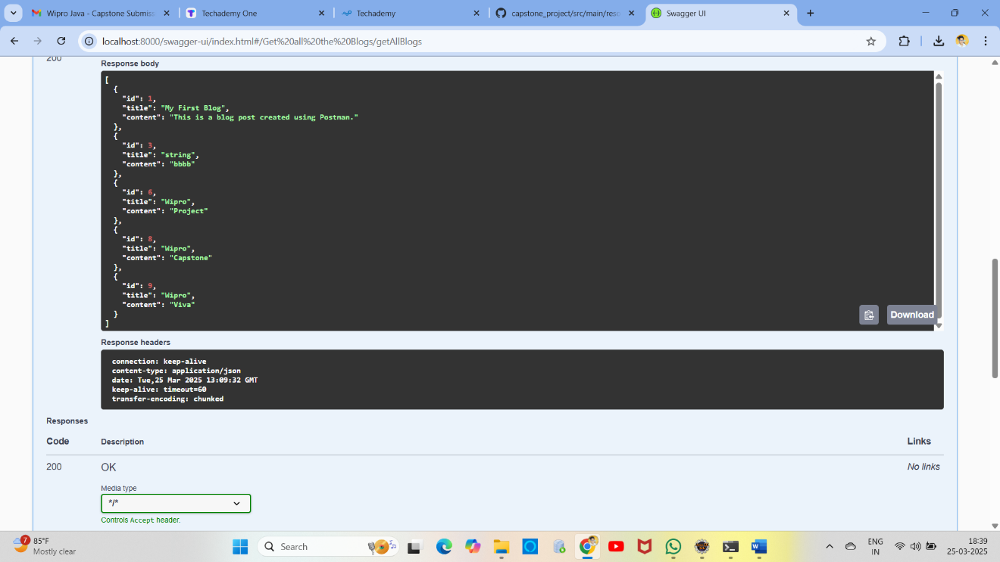 Wipro Java - Capstone Submiss
Techademy One
Techademy
capstone_project/src/main/reso
Swagger UI
localhost:8000/swagger-ui/index.html#/Get%20all%20the%20Blogs/getAllBlogs
200
Response body
[
{
"id": 1,
"title": "My First Blog",
"content": "This is a blog post created using Postman."
},
{
"id": 3,
"title": "string",
"content": "bbbb"
},
{
"id": 6,
"title": "Wipro",
"content": "Project"
},
{
"id": 8,
"title": "Wipro",
"content": "Capstone"
},
{
"id": 9,
"title": "Wipro",
"content": "Viva"
}
]
Download
Response headers
connection: keep-alive
content-type: application/json
date: Tue,25 Mar 2025 13:09:32 GMT
keep-alive: timeout=60
transfer-encoding: chunked
Responses
Code Description Links
200 OK No links
Media type
*/*
Controls Accept header.
7
85°F
Mostly clear
Search
ENG
IN
18:39
25-03-2025